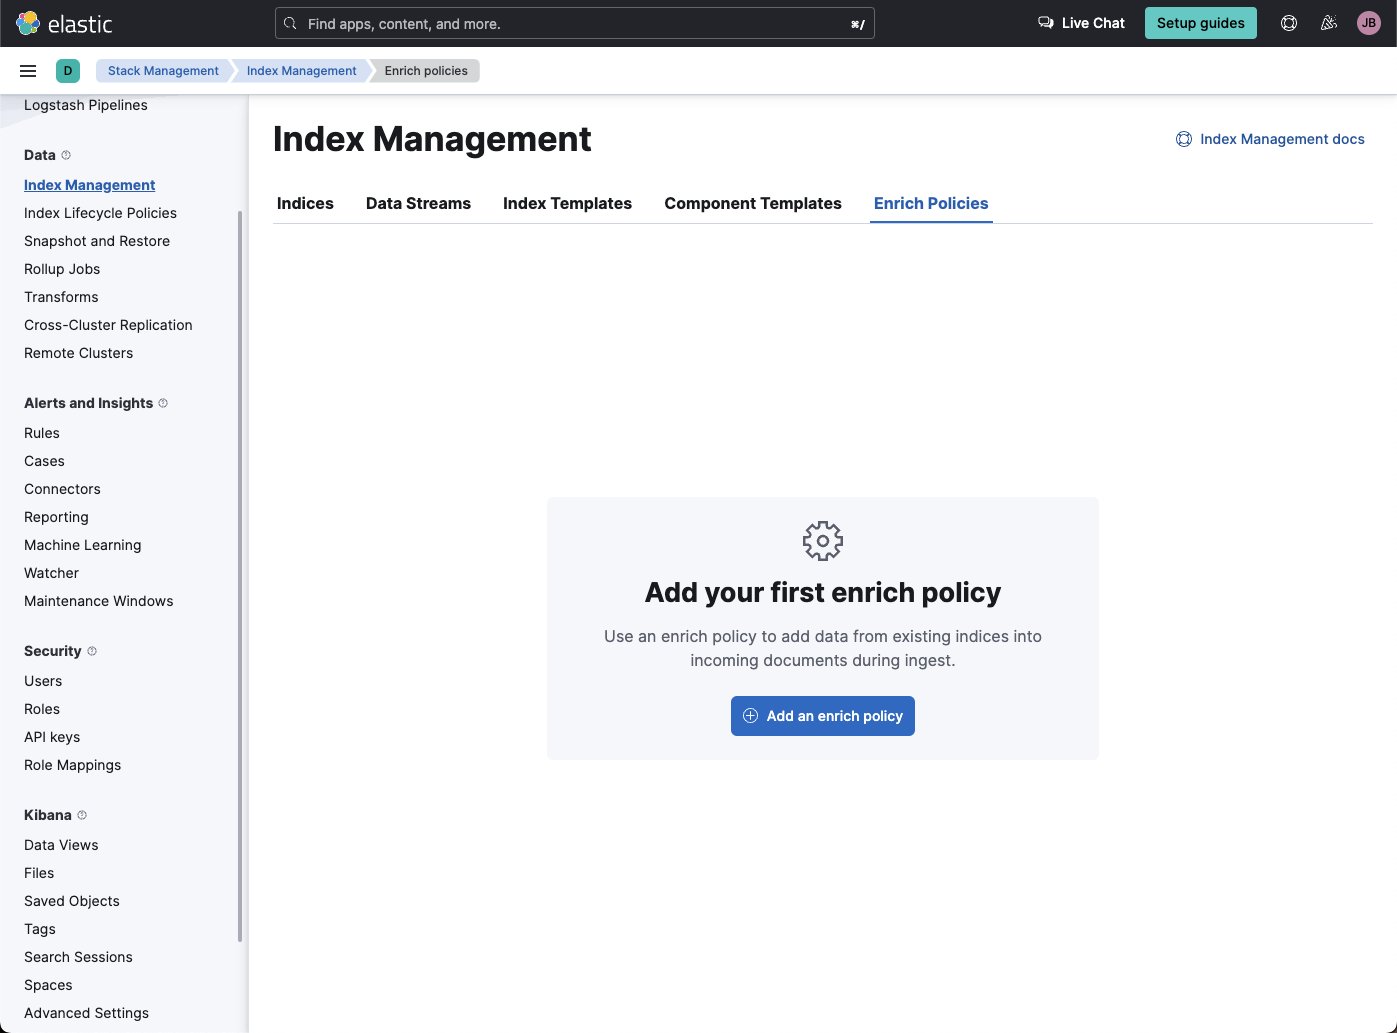 elastic
Find apps, content, and more.
⌘/
Live Chat
Setup guides
JB
D
Stack Management
Index Management
Enrich policies
Logstash Pipelines
Data
Index Management
Index Lifecycle Policies
Snapshot and Restore
Rollup Jobs
Transforms
Cross-Cluster Replication
Remote Clusters
Alerts and Insights
Rules
Cases
Connectors
Reporting
Machine Learning
Watcher
Maintenance Windows
Security
Users
Roles
API keys
Role Mappings
Kibana
Data Views
Files
Saved Objects
Tags
Search Sessions
Spaces
Advanced Settings
Index Management
Index Management docs
Indices
Data Streams
Index Templates
Component Templates
Enrich Policies
Add your first enrich policy
Use an enrich policy to add data from existing indices into
incoming documents during ingest.
Add an enrich policy